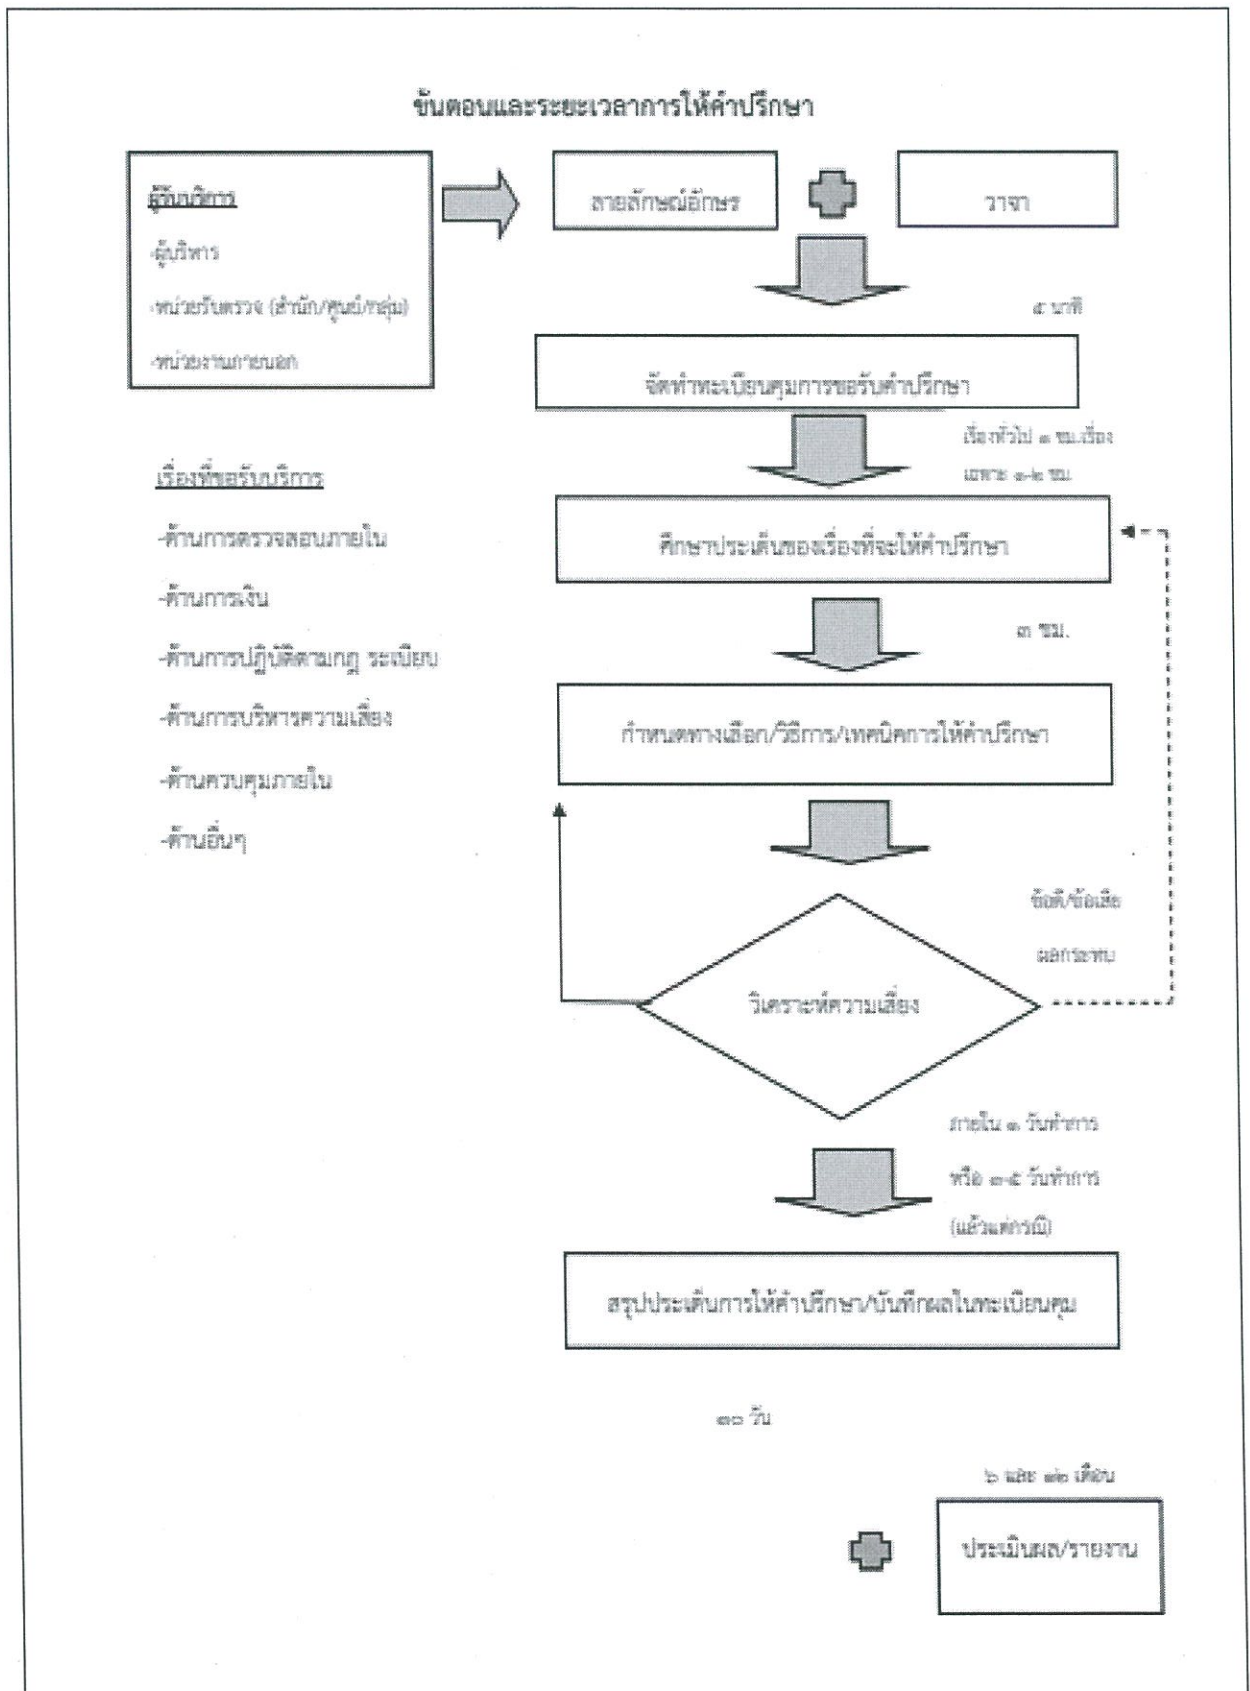 ขั้นตอนและระยะเวลาการให้คำปรึกษา
ผู้รับบริการ
-ผู้บริหาร
-หน่วยรับตรวจ (สำนัก/ศูนย์/กลุ่ม)
-หน่วยงานภายนอก
ลายลักษณ์อักษร
วาจา
๕ นาที
จัดทำทะเบียนคุมการขอรับคำปรึกษา
เรื่องทั่วไป ๑ ชม.เรื่อง
เฉพาะ ๑-๒ ชม.
เรื่องที่ขอรับบริการ
-ด้านการตรวจสอบภายใน
-ด้านการเงิน
-ด้านการปฏิบัติตามกฎ ระเบียบ
-ด้านการบริหารความเสี่ยง
-ด้านควบคุมภายใน
-ด้านอื่นๆ
ศึกษาประเด็นของเรื่องที่จะให้คำปรึกษา
๓ ชม.
กำหนดทางเลือก/วิธีการ/เทคนิคการให้คำปรึกษา
ข้อดี/ข้อเสีย
ผลกระทบ
วิเคราะห์ความเสี่ยง
ภายใน ๑ วันทำการ
หรือ ๓-๕ วันทำการ
(แล้วแต่กรณี)
สรุปประเด็นการให้คำปรึกษา/บันทึกผลในทะเบียนคุม
วัน
๖ และ ๑๒ เดือน
ประเมินผล/รายงาน